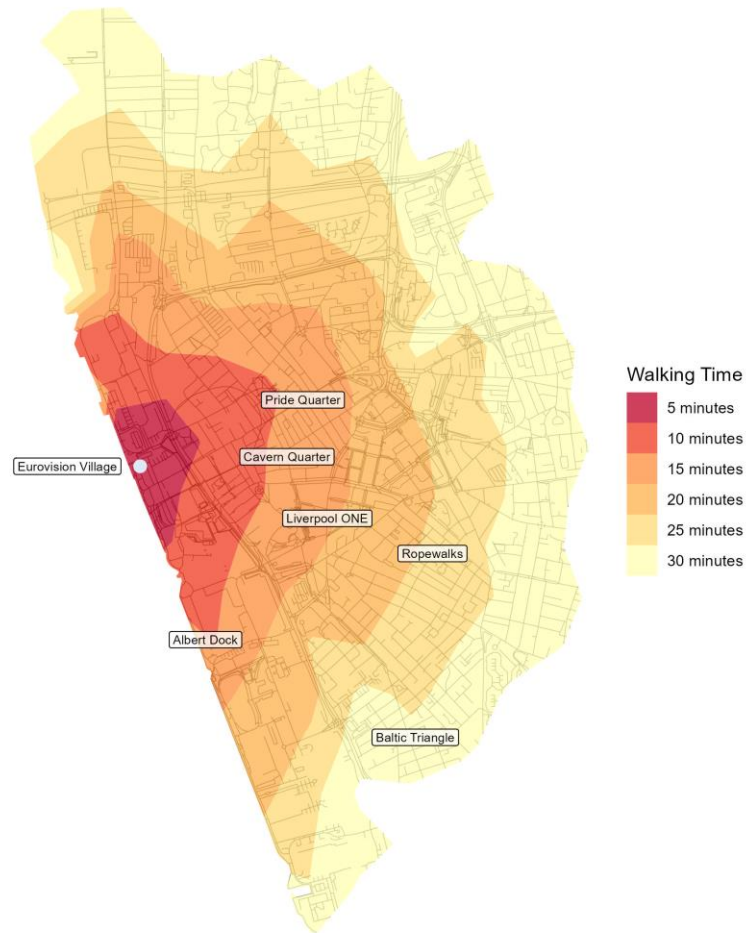 Walking Time
5 minutes
10 minutes
15 minutes
20 minutes
25 minutes
30 minutes
Pride Quarter
Eurovision Village
Cavern Quarter
Liverpool ONE
Ropewalks
Albert Dock
Baltic Triangle